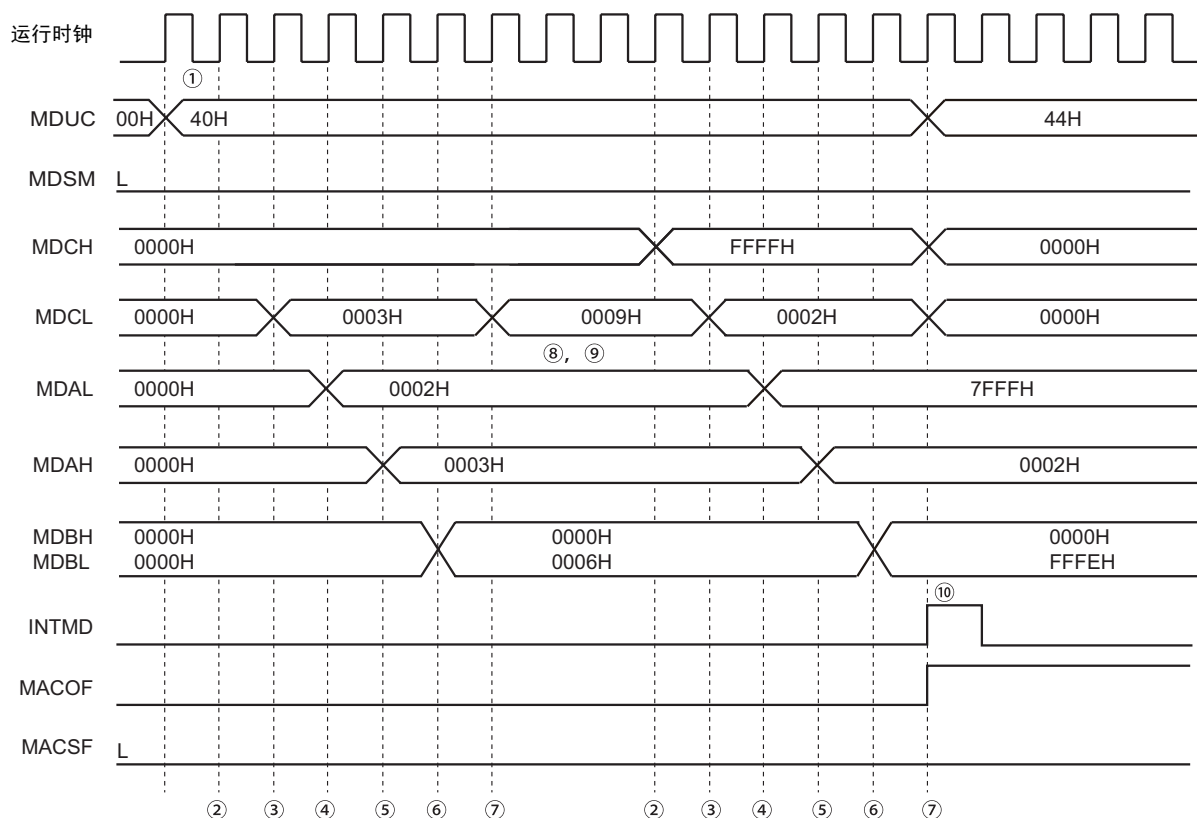 运行时钟
①
MDUC 00H 40H 44H
MDSM L
MDCH 0000H FFFFH 0000H
MDCL 0000H 0003H 0009H 0002H 0000H
⑧, ⑨
MDAL 0000H 0002H 7FFFH
MDAH 0000H 0003H 0002H
MDBH 0000H 0000H 0000H
MDBL 0000H 0006H FFFEH
⑩
INTMD
MACOF
MACSF L
② ③ ④ ⑤ ⑥ ⑦ ② ③ ④ ⑤ ⑥ ⑦